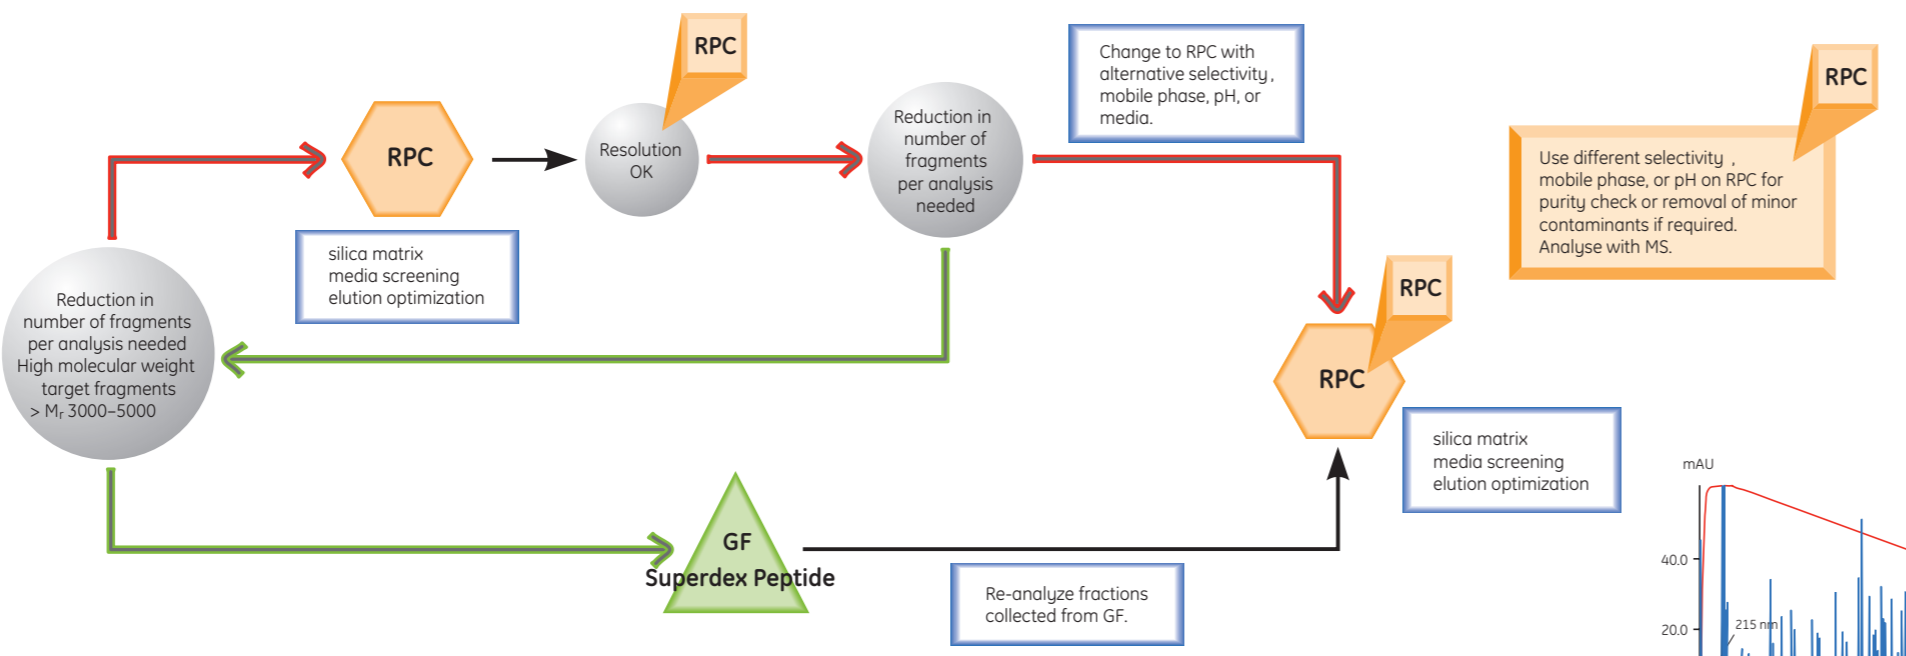 RPC
RPC
Resolution
OK
Reduction in
number of
fragments
per analysis
needed
Change to RPC with
alternative selectivity ,
mobile phase, pH, or
media.
RPC
Use different selectivity ,
mobile phase, or pH on RPC for
purity check or removal of minor
contaminants if required.
Analyse with MS.
silica matrix
media screening
elution optimization
Reduction in
number of fragments
per analysis needed
High molecular weight
target fragments
> Mr 3000–5000
RPC
RPC
silica matrix
media screening
elution optimization
GF
Superdex Peptide
Re-analyze fractions
collected from GF.
mAU
40.0
20.0
215 nm